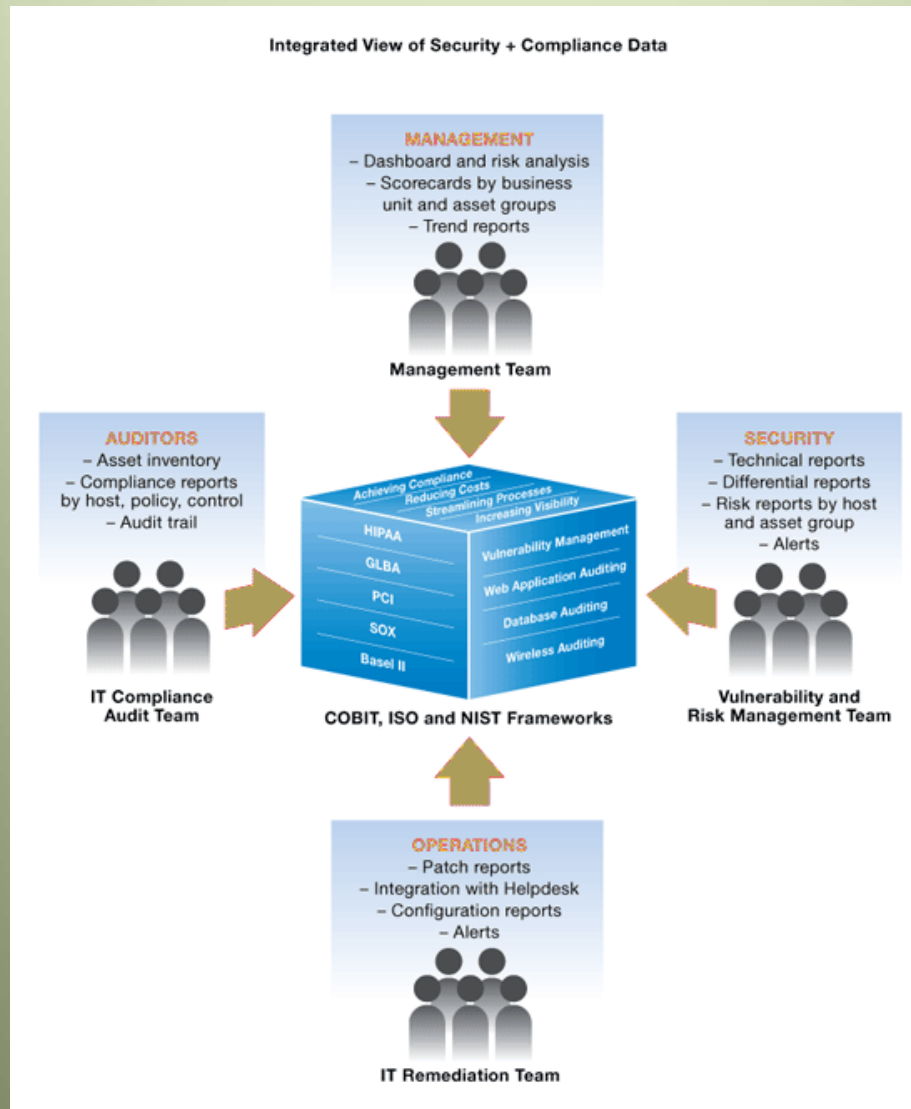 Integrated View of Security + Compliance Data
MANAGEMENT
– Dashboard and risk analysis
– Scorecards by business
unit and asset groups
– Trend reports
Management Team
AUDITORS
– Asset inventory
– Compliance reports
by host, policy, control
– Audit trail
IT Compliance
Audit Team
SECURITY
– Technical reports
– Differential reports
– Risk reports by host
and asset group
– Alerts
Vulnerability and
Risk Management Team
Achieving Compliance
Reducing Costs
Streamlining Processes
Increasing Visibility
HIPAA
GLBA
PCI
SOX
Basel II
Vulnerability Management
Web Application Auditing
Database Auditing
Wireless Auditing
COBIT, ISO and NIST Frameworks
OPERATIONS
– Patch reports
– Integration with Helpdesk
– Configuration reports
– Alerts
IT Remediation Team